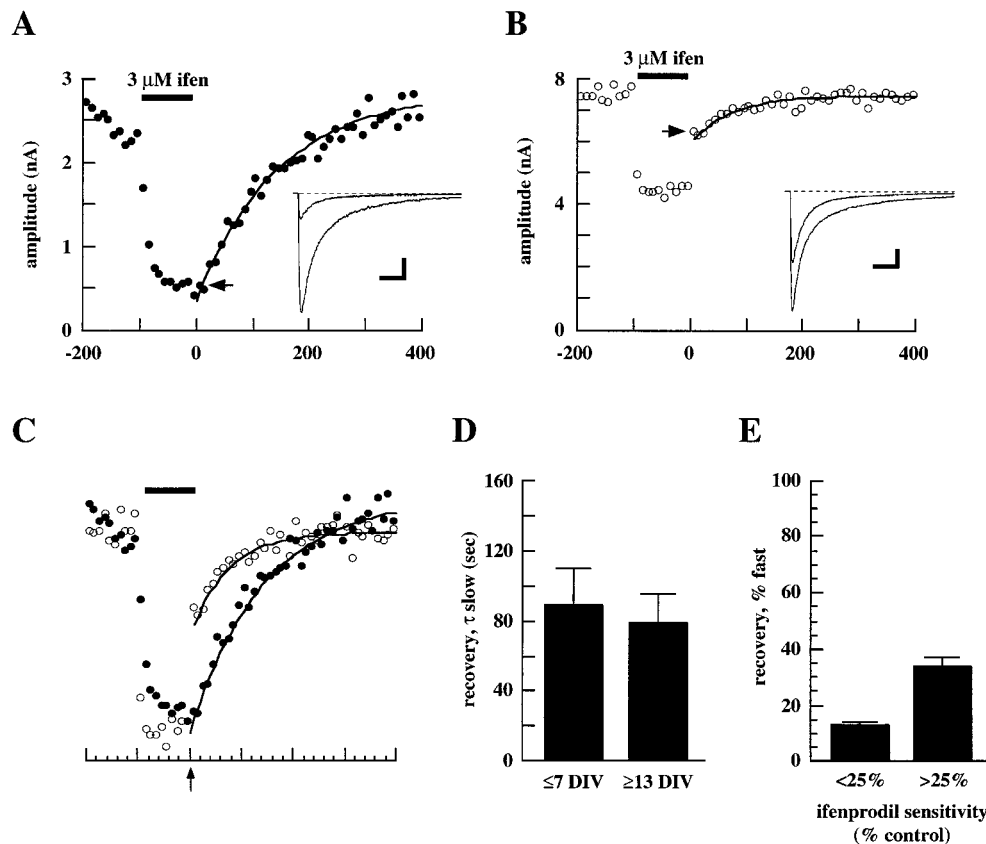 A
3 µM ifen
amplitude (nA)
3
2
1
0
-200
0
200
400
B
3 µM ifen
amplitude (nA)
8
4
0
-200
0
200
400
C
D
recovery, τ slow (sec)
160
120
80
40
0
≤7 DIV
≥13 DIV
E
recovery, % fast
100
80
60
40
20
0
<25%
>25%
ifenprodil sensitivity
(% control)